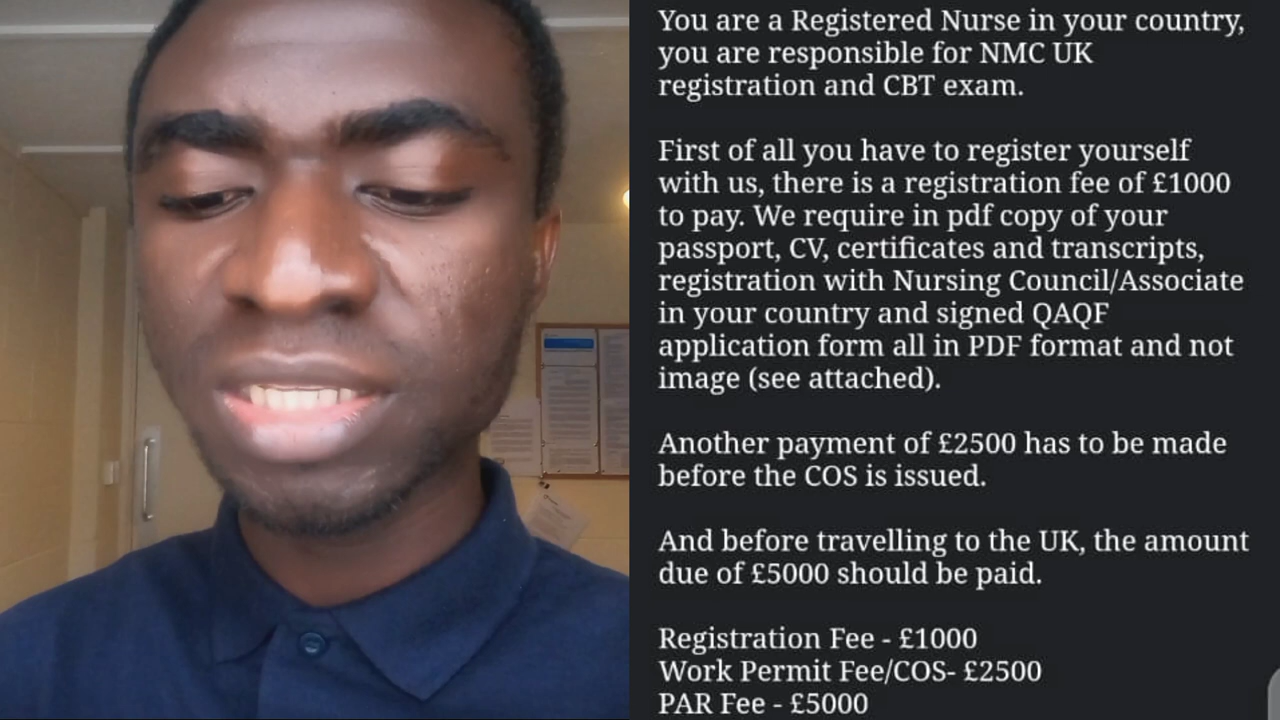 You are a Registered Nurse in your country,
you are responsible for NMC UK
registration and CBT exam.
First of all you have to register yourself
with us, there is a registration fee of £1000
to pay. We require in pdf copy of your
passport, CV, certificates and transcripts,
registration with Nursing Council/Associate
in your country and signed QAQF
application form all in PDF format and not
image (see attached).
Another payment of £2500 has to be made
before the COS is issued.
And before travelling to the UK, the amount
due of £5000 should be paid.
Registration Fee - £1000
Work Permit Fee/COS- £2500
PAR Fee - £5000